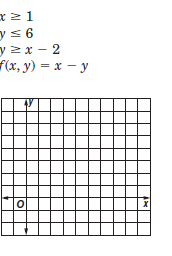 x ≥ 1
y ≤ 6
y ≥ x − 2
f(x, y) = x − y
y
O
x